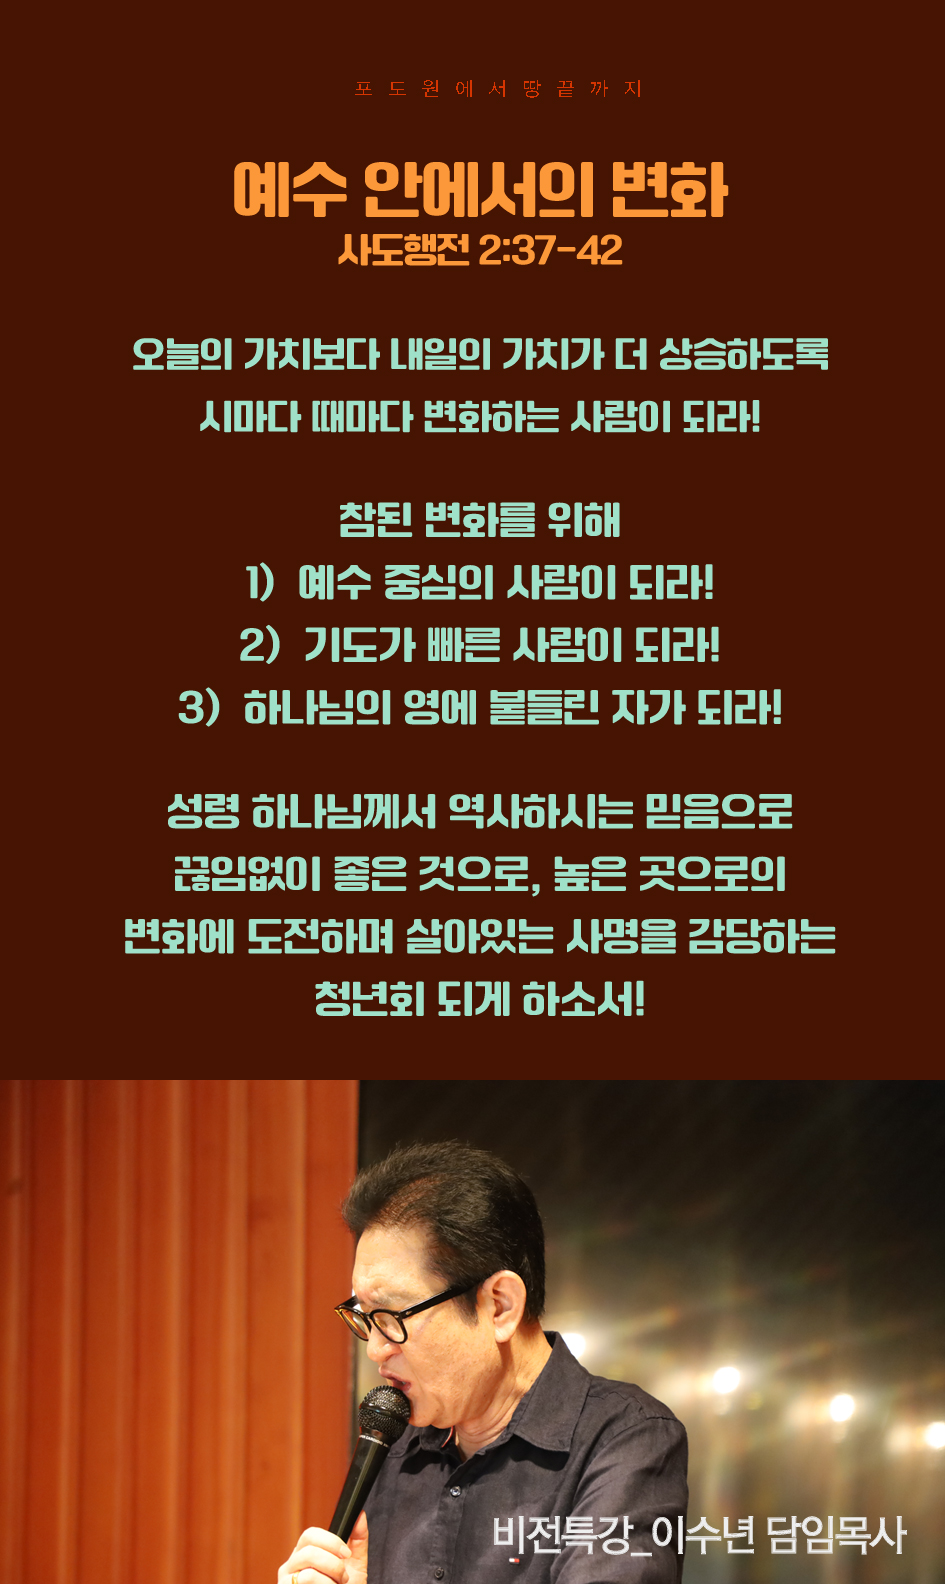 포도원에서땅끝까지
예수 안에서의 변화
사도행전 2:37-42
오늘의 가치보다 내일의 가치가 더 상승하도록
시마다 때마다 변화하는 사람이 되라!
참된 변화를 위해
1) 예수 중심의 사람이 되라!
2) 기도가 빠른 사람이 되라!
3) 하나님의 영에 붙들린 자가 되라!
성령 하나님께서 역사하시는 믿음으로
끊임없이 좋은 것으로, 높은 곳으로의
변화에 도전하며 살아있는 사명을 감당하는
청년회 되게 하소서!
비전특강_이수년 담임목사